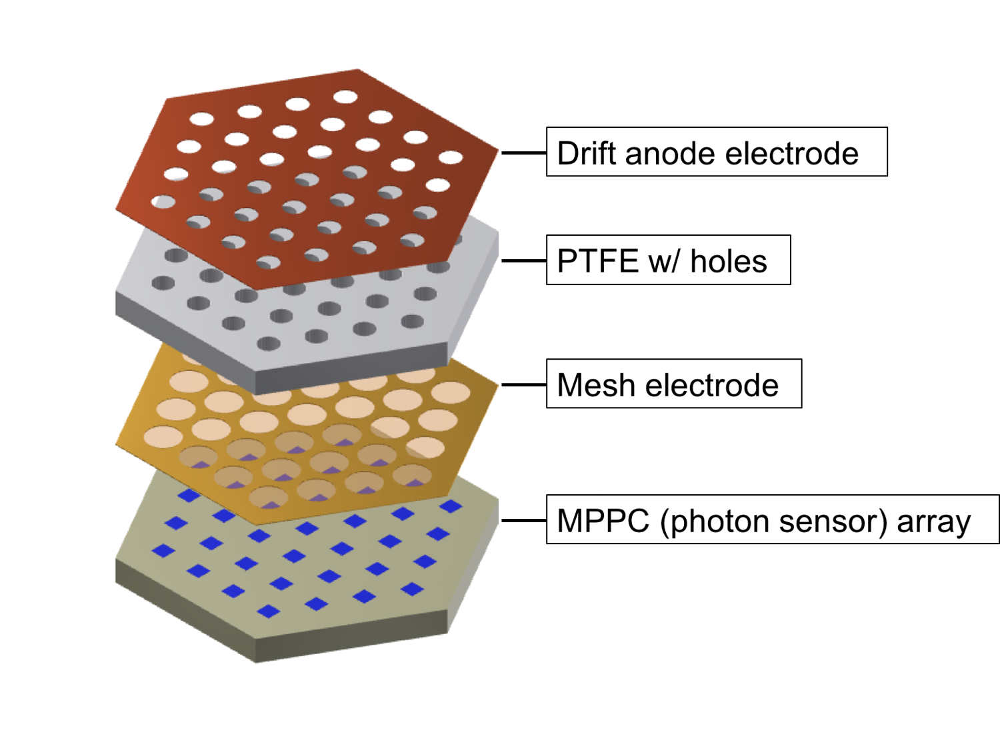 Drift anode electrode
PTFE w/ holes
Mesh electrode
MPPC (photon sensor) array